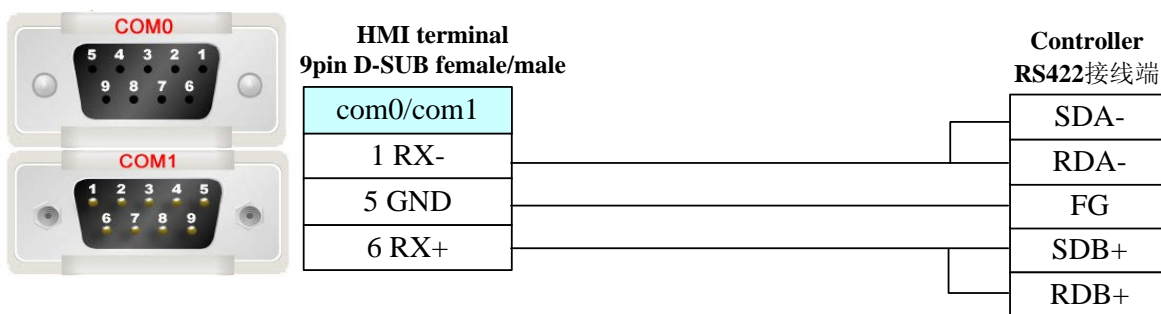 COM0
5 4 3 2 1
9 8 7 6
COM1
1 2 3 4 5
6 7 8 9
HMI terminal
9pin D-SUB female/male
com0/com1
1 RX-
5 GND
6 RX+
Controller
RS422接线端
SDA-
RDA-
FG
SDB+
RDB+